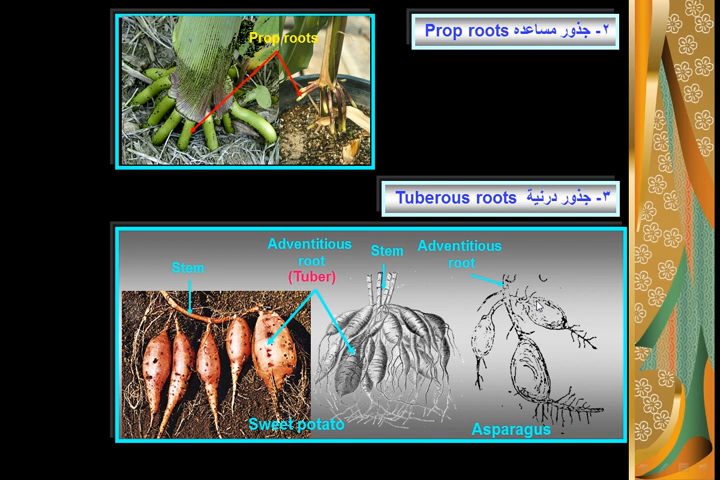 ٢- جذور مساعده Prop roots
Prop roots
٣- جذور درنية Tuberous roots
Stem
Adventitious
root
(Tuber)
Stem
Adventitious
root
Sweet potato
Asparagus